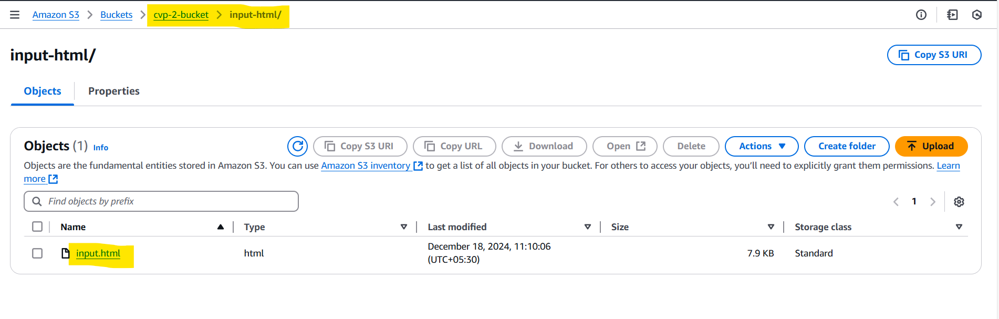 Amazon S3 > Buckets > cvp-2-bucket > input-html/
input-html/
Copy S3 URI
Objects
Properties
Objects (1) Info
Copy S3 URI
Copy URL
Download
Open
Delete
Actions
Create folder
Upload
Objects are the fundamental entities stored in Amazon S3. You can use Amazon S3 inventory to get a list of all objects in your bucket. For others to access your objects, you’ll need to explicitly grant them permissions. Learn
more
Find objects by prefix
1
Name
Type
Last modified
Size
Storage class
input.html
html
December 18, 2024, 11:10:06
(UTC+05:30)
7.9 KB
Standard